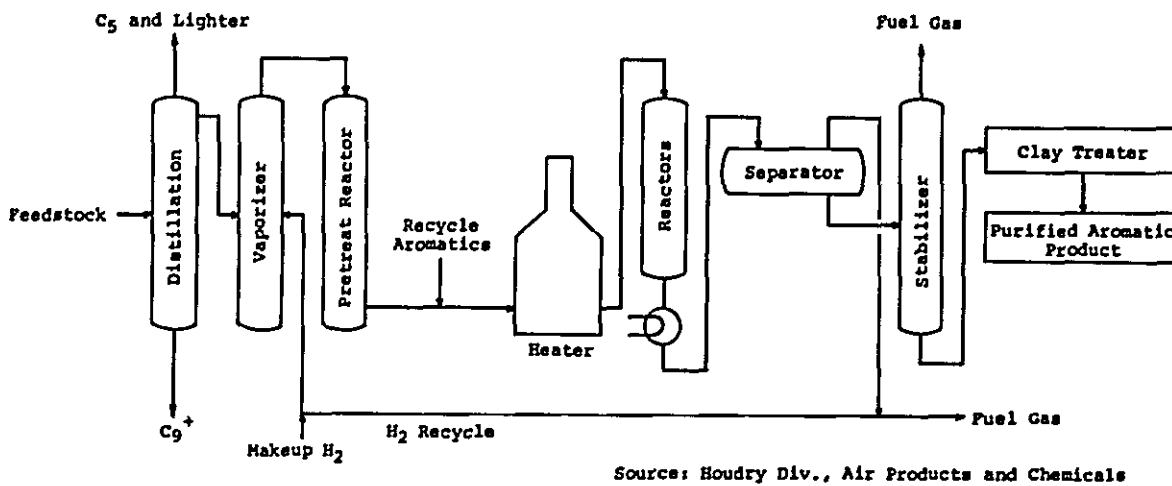 C5 and Lighter
Fuel Gas
Feedstock
Distillation
Vaporizer
Pretreat Reactor
Recycle
Aromatics
Heater
Reactors
Separator
Stabilizer
Clay Treater
Purified Aromatic
Product
C9+
Makeup H2
H2 Recycle
Fuel Gas
Source: Houdry Div., Air Products and Chemicals